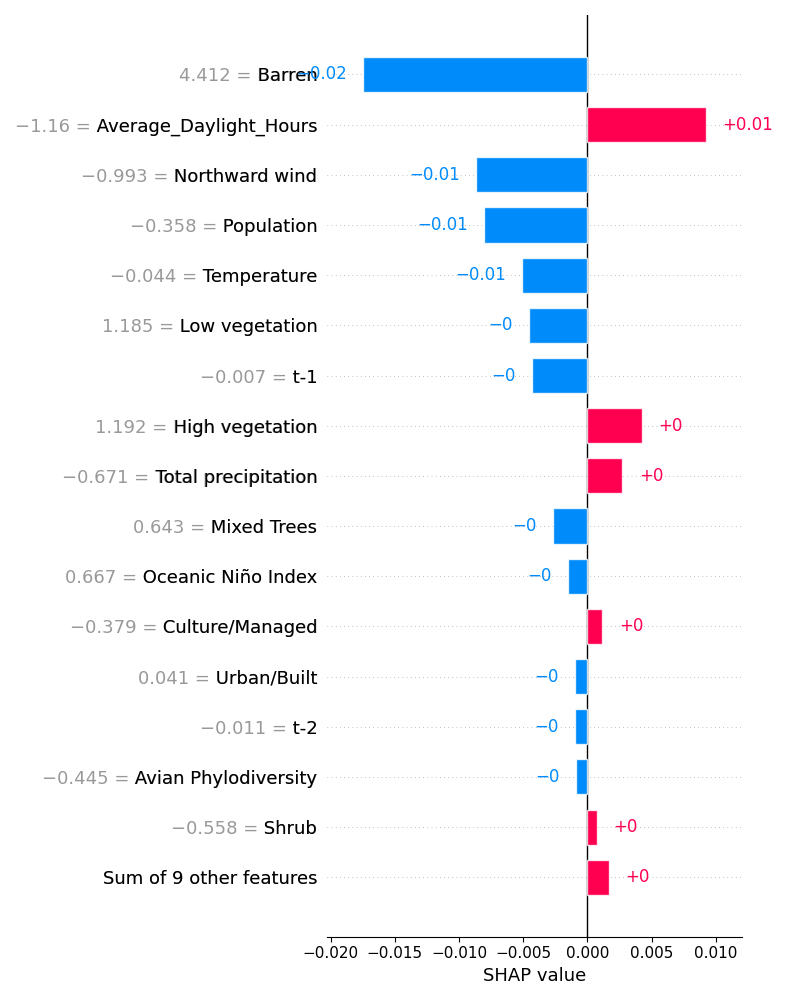 4.412 = Barren −0.02
−1.16 = Average_Daylight_Hours +0.01
−0.993 = Northward wind −0.01
−0.358 = Population −0.01
−0.044 = Temperature −0.01
1.185 = Low vegetation −0
−0.007 = t-1 −0
1.192 = High vegetation +0
−0.671 = Total precipitation +0
0.643 = Mixed Trees −0
0.667 = Oceanic Niño Index −0
−0.379 = Culture/Managed +0
0.041 = Urban/Built −0
−0.011 = t-2 −0
−0.445 = Avian Phylodiversity −0
−0.558 = Shrub +0
Sum of 9 other features +0
−0.020 −0.015 −0.010 −0.005 0.000 0.005 0.010
SHAP value